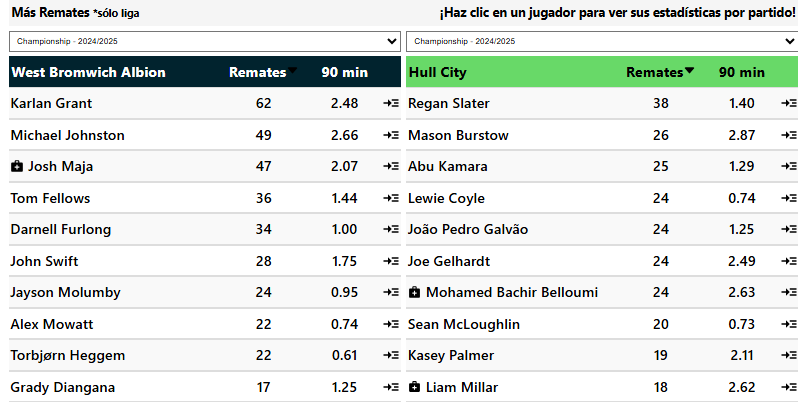 Más Remates *sólo liga
¡Haz clic en un jugador para ver sus estadísticas por partido!
Championship - 2024/2025
West Bromwich Albion Remates 90 min
Karlan Grant 62 2.48
Michael Johnston 49 2.66
Josh Maja 47 2.07
Tom Fellows 36 1.44
Darnell Furlong 34 1.00
John Swift 28 1.75
Jayson Molumby 24 0.95
Alex Mowatt 22 0.74
Torbjørn Heggem 22 0.61
Grady Diangana 17 1.25
Championship - 2024/2025
Hull City Remates 90 min
Regan Slater 38 1.40
Mason Burstow 26 2.87
Abu Kamara 25 1.29
Lewie Coyle 24 0.74
João Pedro Galvão 24 1.25
Joe Gelhardt 24 2.49
Mohamed Bachir Belloumi 24 2.63
Sean McLoughlin 20 0.73
Kasey Palmer 19 2.11
Liam Millar 18 2.62